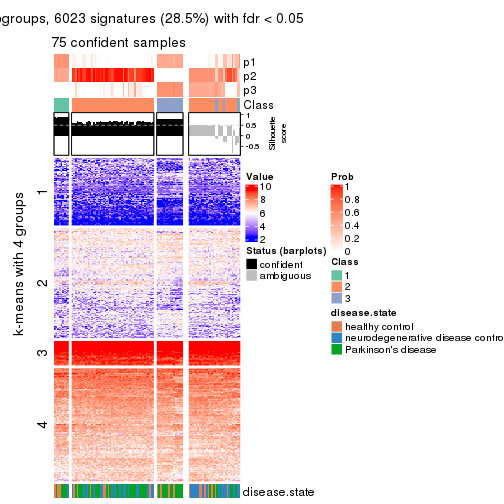 ogroups, 6023 signatures (28.5%) with fdr < 0.05
75 confident samples
p1
p2
p3
Class
1
0.5
0
-0.5
Silhouette
score
k-means with 4 groups
1
2
3
4
Value
10
8
6
4
2
Status (barplots)
confident
ambiguous
Prob
1
0.8
0.6
0.4
0.2
0
Class
1
2
3
disease.state
healthy control
neurodegenerative disease contro
Parkinson's disease
disease.state